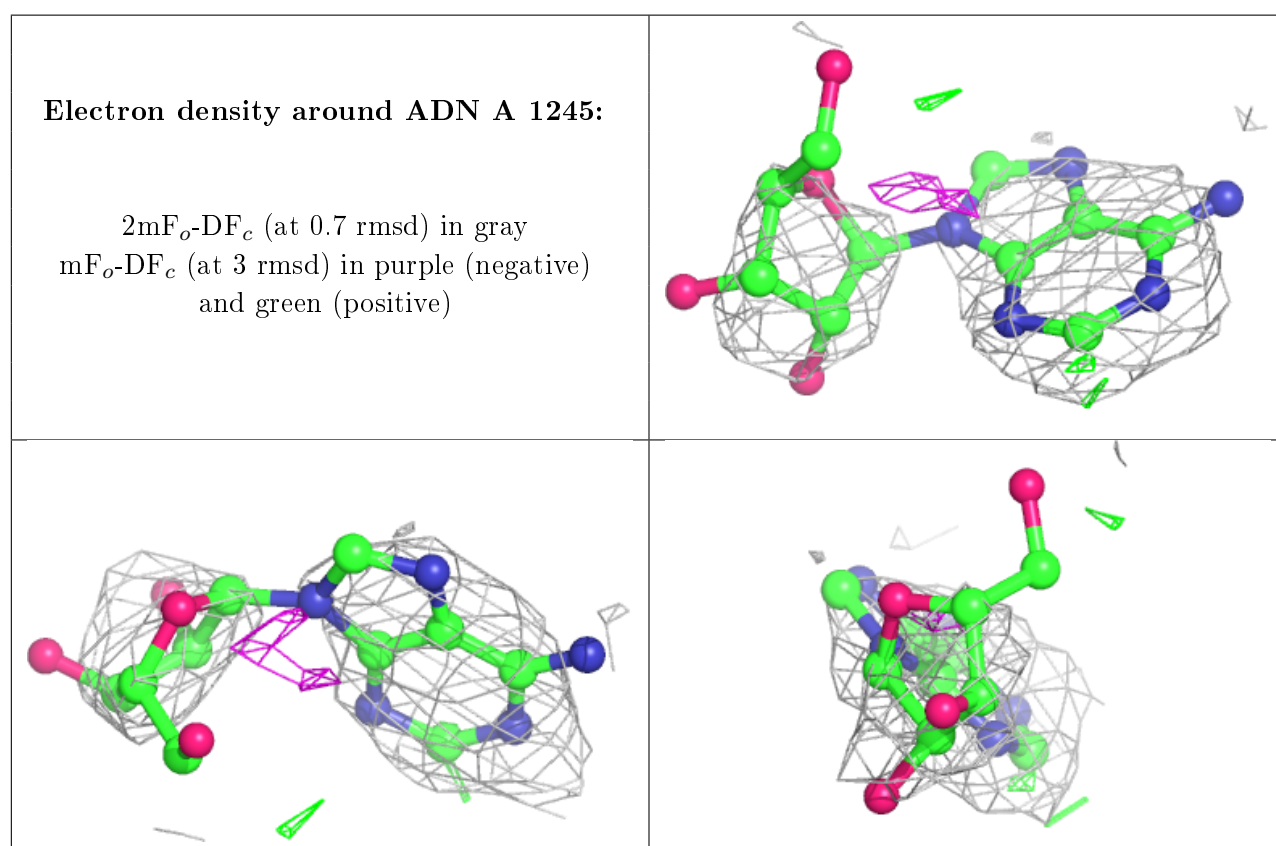 Electron density around ADN A 1245:
2mFo-DFc (at 0.7 rmsd) in gray
mFo-DFc (at 3 rmsd) in purple (negative)
and green (positive)